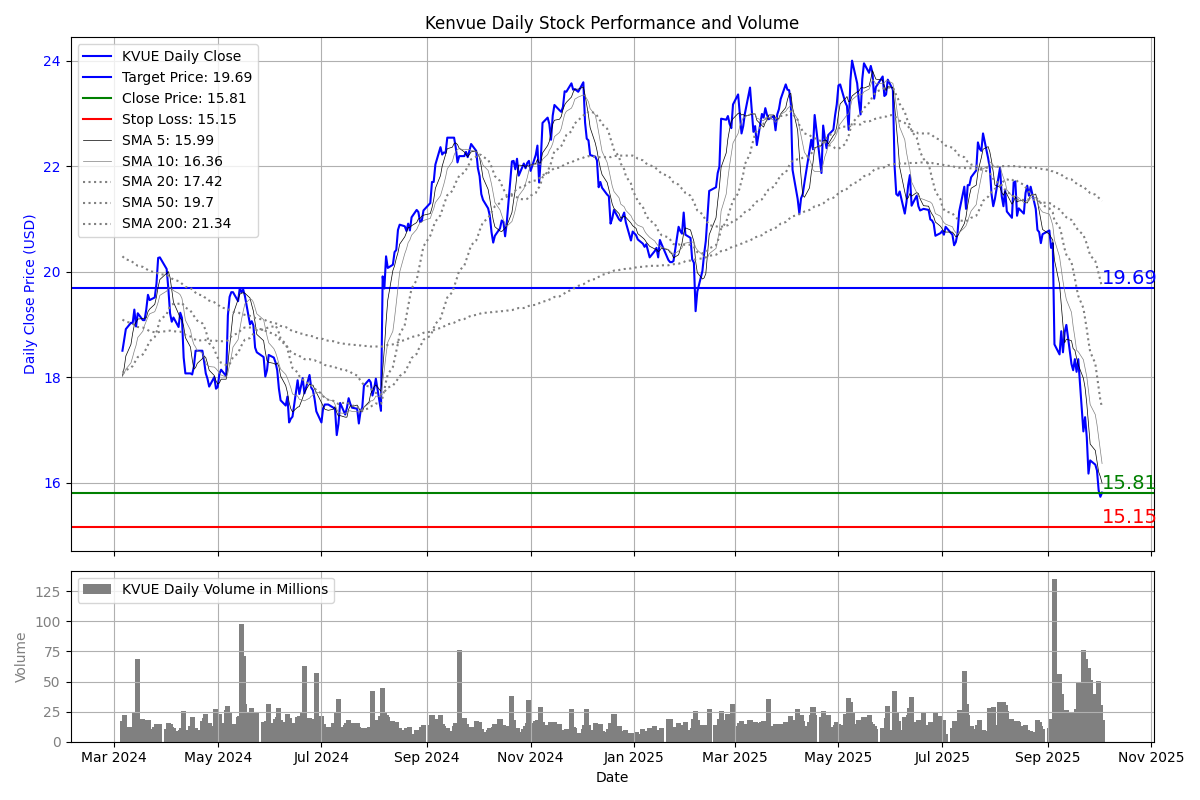 Kenvue Daily Stock Performance and Volume
KVUE Daily Close
Target Price: 19.69
Close Price: 15.81
Stop Loss: 15.15
SMA 5: 15.99
SMA 10: 16.36
SMA 20: 17.42
SMA 50: 19.7
SMA 200: 21.34
24
22
20
18
16
Daily Close Price (USD)
19.69
15.81
15.15
KVUE Daily Volume in Millions
125
100
75
50
25
0
Volume
Mar 2024
May 2024
Jul 2024
Sep 2024
Nov 2024
Jan 2025
Mar 2025
May 2025
Jul 2025
Sep 2025
Nov 2025
Date